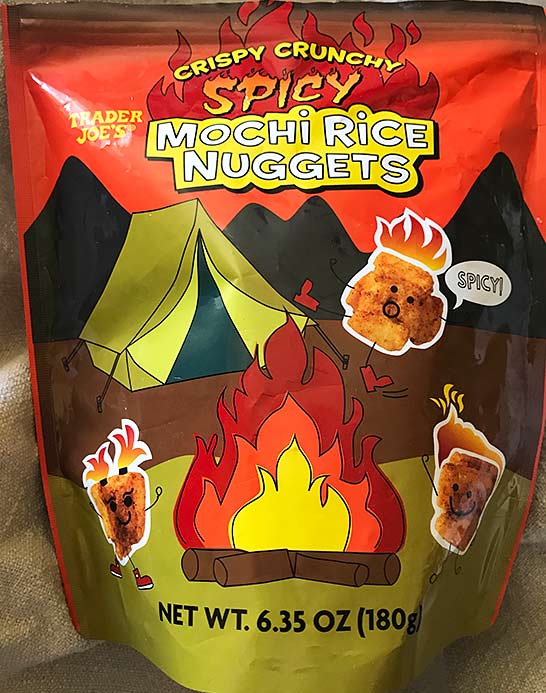 CRISPY CRUNCHY
SPICY
TRADER
JOE'S®
MOCHi RiCE
NUGGETS
SPICY!
NET WT. 6.35 OZ (180g)